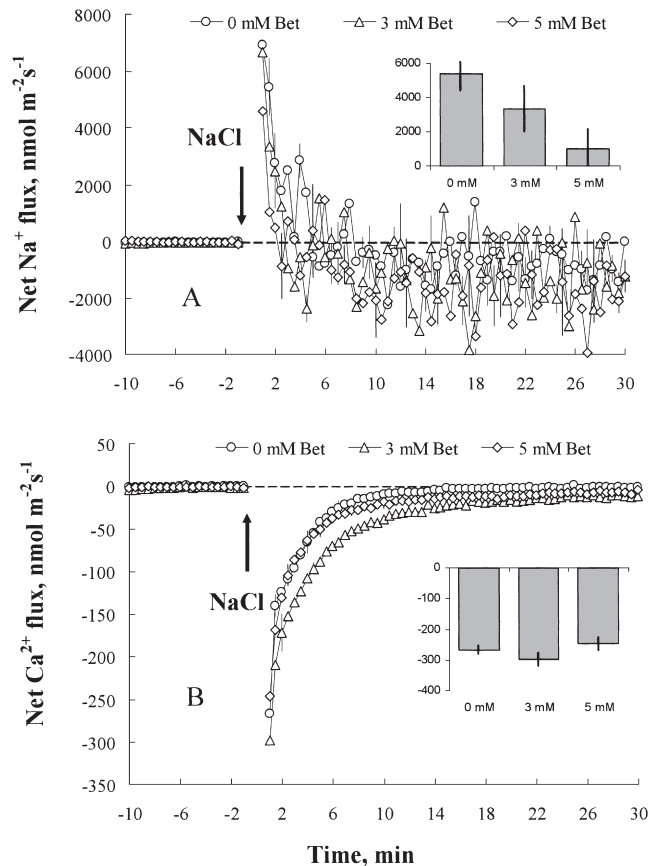 0 mM Bet 3 mM Bet 5 mM Bet
8000
6000
4000
2000
0
-2000
-4000
Net Na⁺ flux, nmol m⁻²s⁻¹
NaCl
A
6000
4000
2000
0
0 mM 3 mM 5 mM
-10 -6 -2 2 6 10 14 18 22 26 30
0 mM Bet 3 mM Bet 5 mM Bet
50
0
-50
-100
-150
-200
-250
-300
-350
Net Ca²⁺ flux, nmol m⁻²s⁻¹
NaCl
B
0
-100
-200
-300
-400
0 mM 3 mM 5 mM
-10 -6 -2 2 6 10 14 18 22 26 30
Time, min